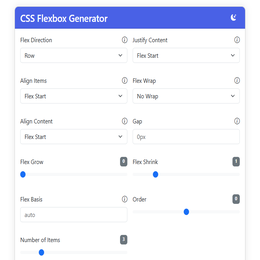 CSS Flexbox Generator
Flex Direction
Justify Content
Row
Flex Start
Align Items
Flex Wrap
Flex Start
No Wrap
Align Content
Gap
Flex Start
0px
Flex Grow
0
Flex Shrink
1
Flex Basis
Order
0
auto
Number of Items
3